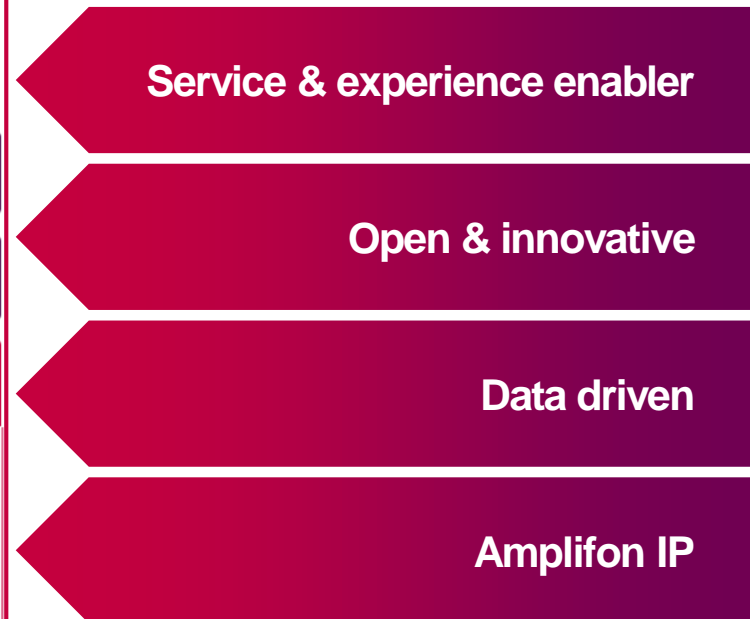 Service & experience enabler
Open & innovative
Data driven
Amplifon IP